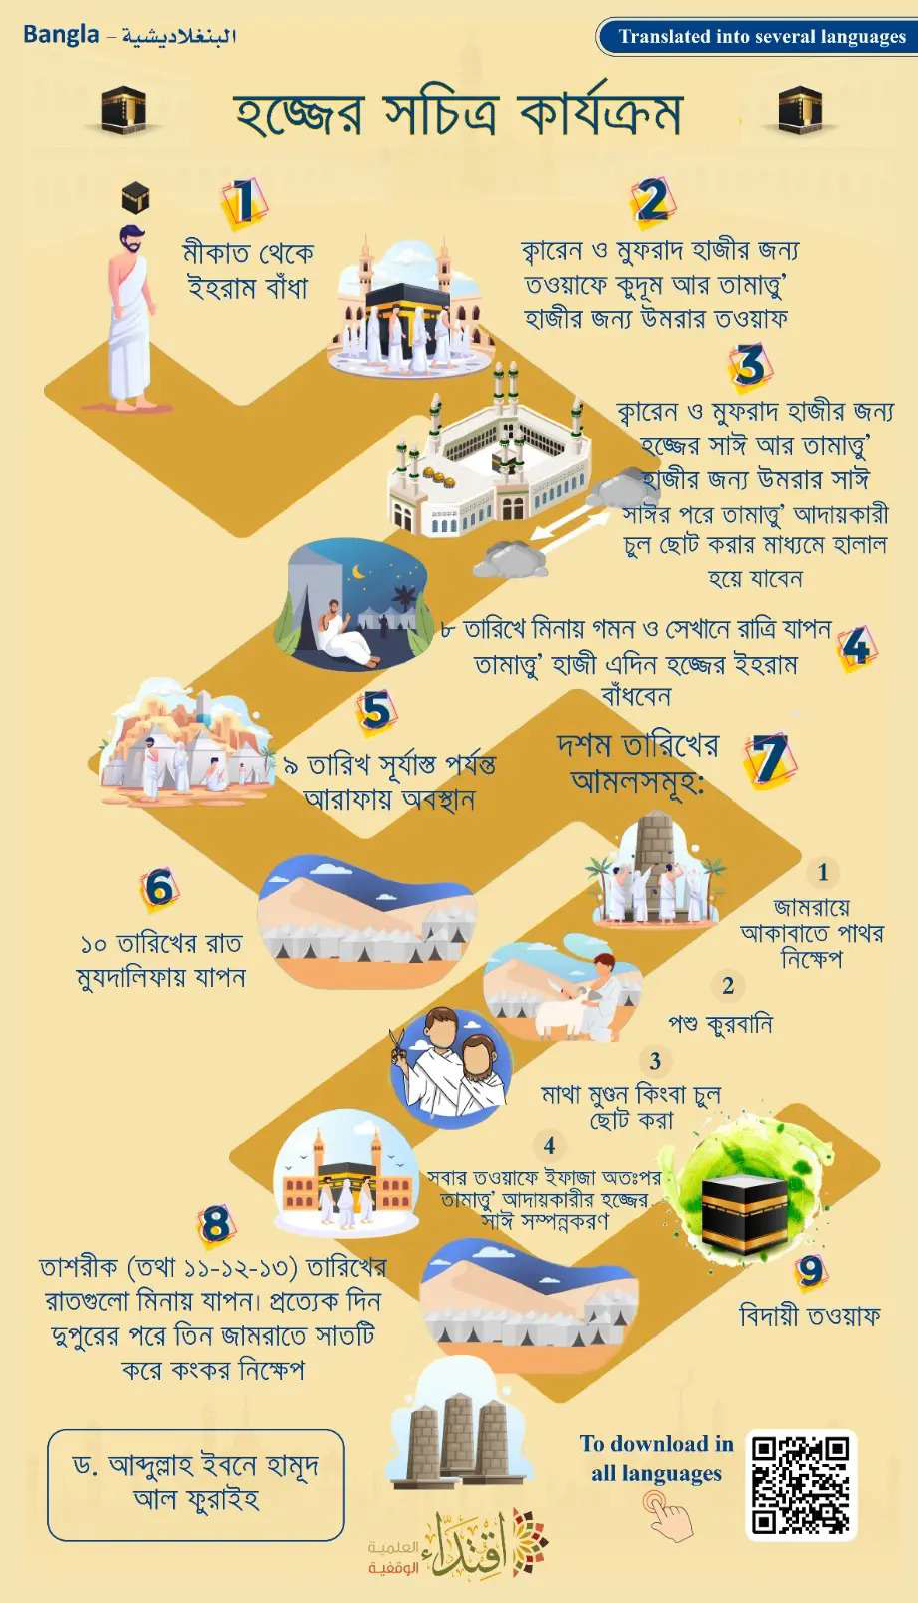 Bangla – البنغلاديشية
Translated into several languages
হজ্জের সচিত্র কার্যক্রম
1
মীকাত থেকে
ইহরাম বাঁধা
2
ক্বারেন ও মুফরাদ হাজীর জন্য
তওয়াফে কুদূম আর তামাত্তু’
হাজীর জন্য উমরার তওয়াফ
3
ক্বারেন ও মুফরাদ হাজীর জন্য
হজ্জের সাঈ আর তামাত্তু’
হাজীর জন্য উমরার সাঈ
সাঈর পরে তামাত্তু’ আদায়কারী
চুল ছোট করার মাধ্যমে হালাল
হয়ে যাবেন
৮ তারিখে মিনায় গমন ও সেখানে রাত্রি যাপন
4
তামাত্তু’ হাজী এদিন হজ্জের ইহরাম
বাঁধবেন
5
৯ তারিখ সূর্যাস্ত পর্যন্ত
আরাফায় অবস্থান
6
১০ তারিখের রাত
মুযদালিফায় যাপন
7
দশম তারিখের
আমলসমূহ:
1
জামরায়ে
আকাবাতে পাথর
নিক্ষেপ
2
পশু কুরবানি
3
মাথা মুণ্ডন কিংবা চুল
ছোট করা
4
সবার তওয়াফে ইফাজা অতঃপর
তামাত্তু’ আদায়কারীর হজ্জের
সাঈ সম্পন্নকরণ
8
তাশরীক (তথা ১১-১২-১৩) তারিখের
রাতগুলো মিনায় যাপন। প্রত্যেক দিন
দুপুরের পরে তিন জামরাতে সাতটি
করে কংকর নিক্ষেপ
9
বিদায়ী তওয়াফ
ড. আব্দুল্লাহ ইবনে হামূদ
আল ফুরাইহ
To download in
all languages
اقتداء
العلمية
الوقفية